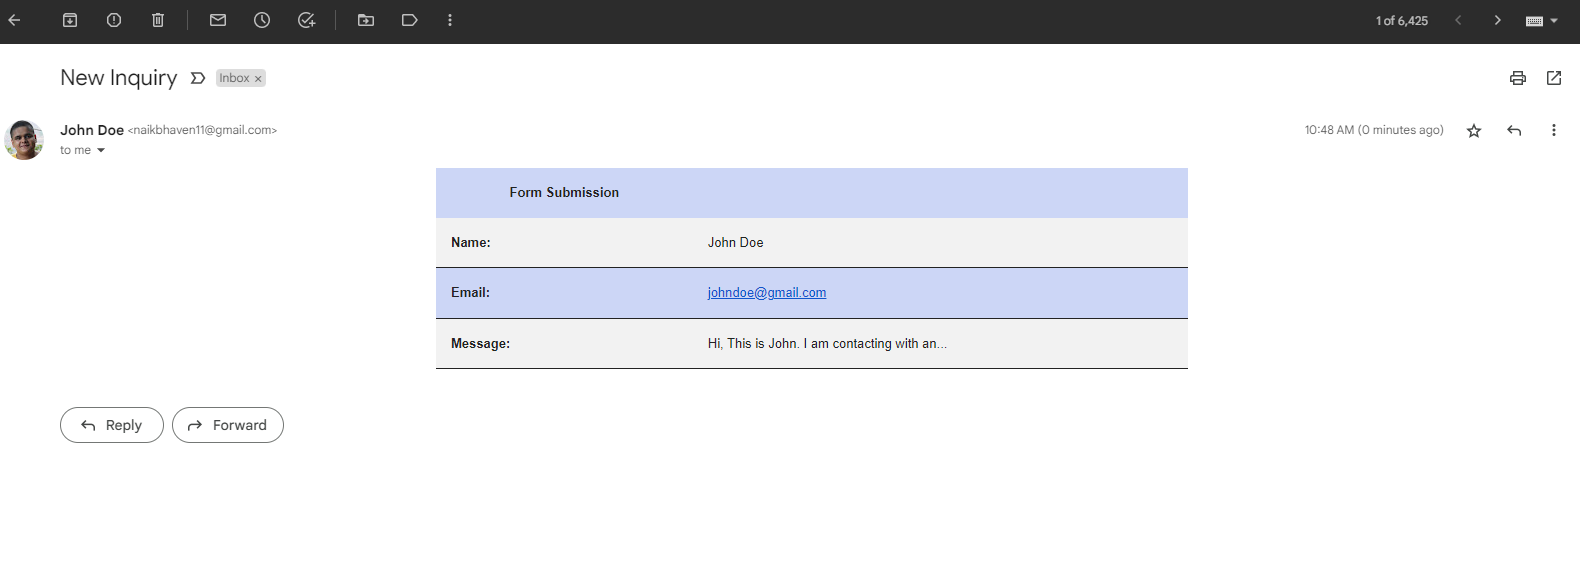 1 of 6,425
New Inquiry Inbox ×
John Doe <naikbhaven11@gmail.com> 10:48 AM (0 minutes ago)
to me
Form Submission
Name: John Doe
Email: johndoe@gmail.com
Message: Hi, This is John. I am contacting with an...
Reply Forward